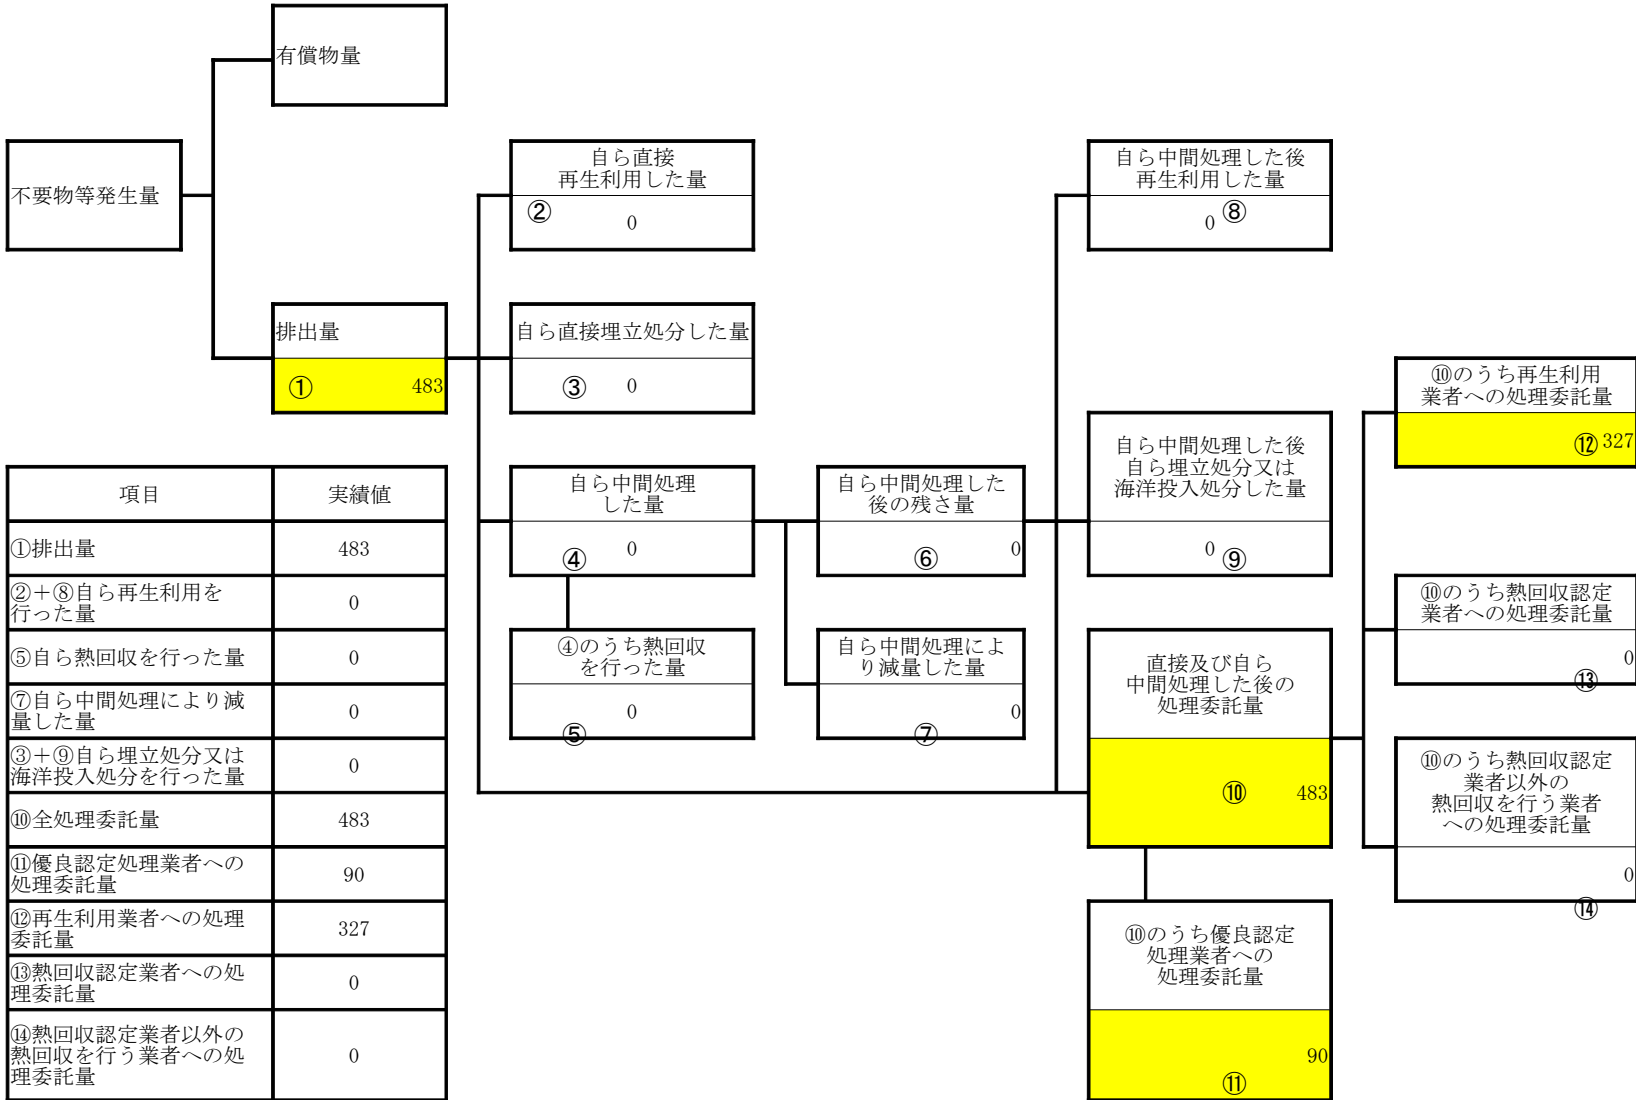 有償物量
不要物等発生量
排出量
① 483
自ら直接
再生利用した量
② 0
自ら直接埋立処分した量
③ 0
自ら中間処理
した量
④ 0
④のうち熱回収
を行った量
⑤ 0
自ら中間処理した
後の残さ量
⑥ 0
自ら中間処理によ
り減量した量
⑦ 0
自ら中間処理した後
再生利用した量
0 ⑧
自ら中間処理した後
自ら埋立処分又は
海洋投入処分した量
0 ⑨
直接及び自ら
中間処理した後の
処理委託量
⑩ 483
⑩のうち優良認定
処理業者への
処理委託量
90
⑪
⑩のうち再生利用
業者への処理委託量
⑫ 327
⑩のうち熱回収認定
業者への処理委託量
0
⑬
⑩のうち熱回収認定
業者以外の
熱回収を行う業者
への処理委託量
0
⑭
項目 実績値
①排出量 483
②+⑧自ら再生利用を
行った量 0
⑤自ら熱回収を行った量 0
⑦自ら中間処理により減
量した量 0
③+⑨自ら埋立処分又は
海洋投入処分を行った量 0
⑩全処理委託量 483
⑪優良認定処理業者への
処理委託量 90
⑫再生利用業者への処理
委託量 327
⑬熱回収認定業者への処
理委託量 0
⑭熱回収認定業者以外の
熱回収を行う業者への処
理委託量 0